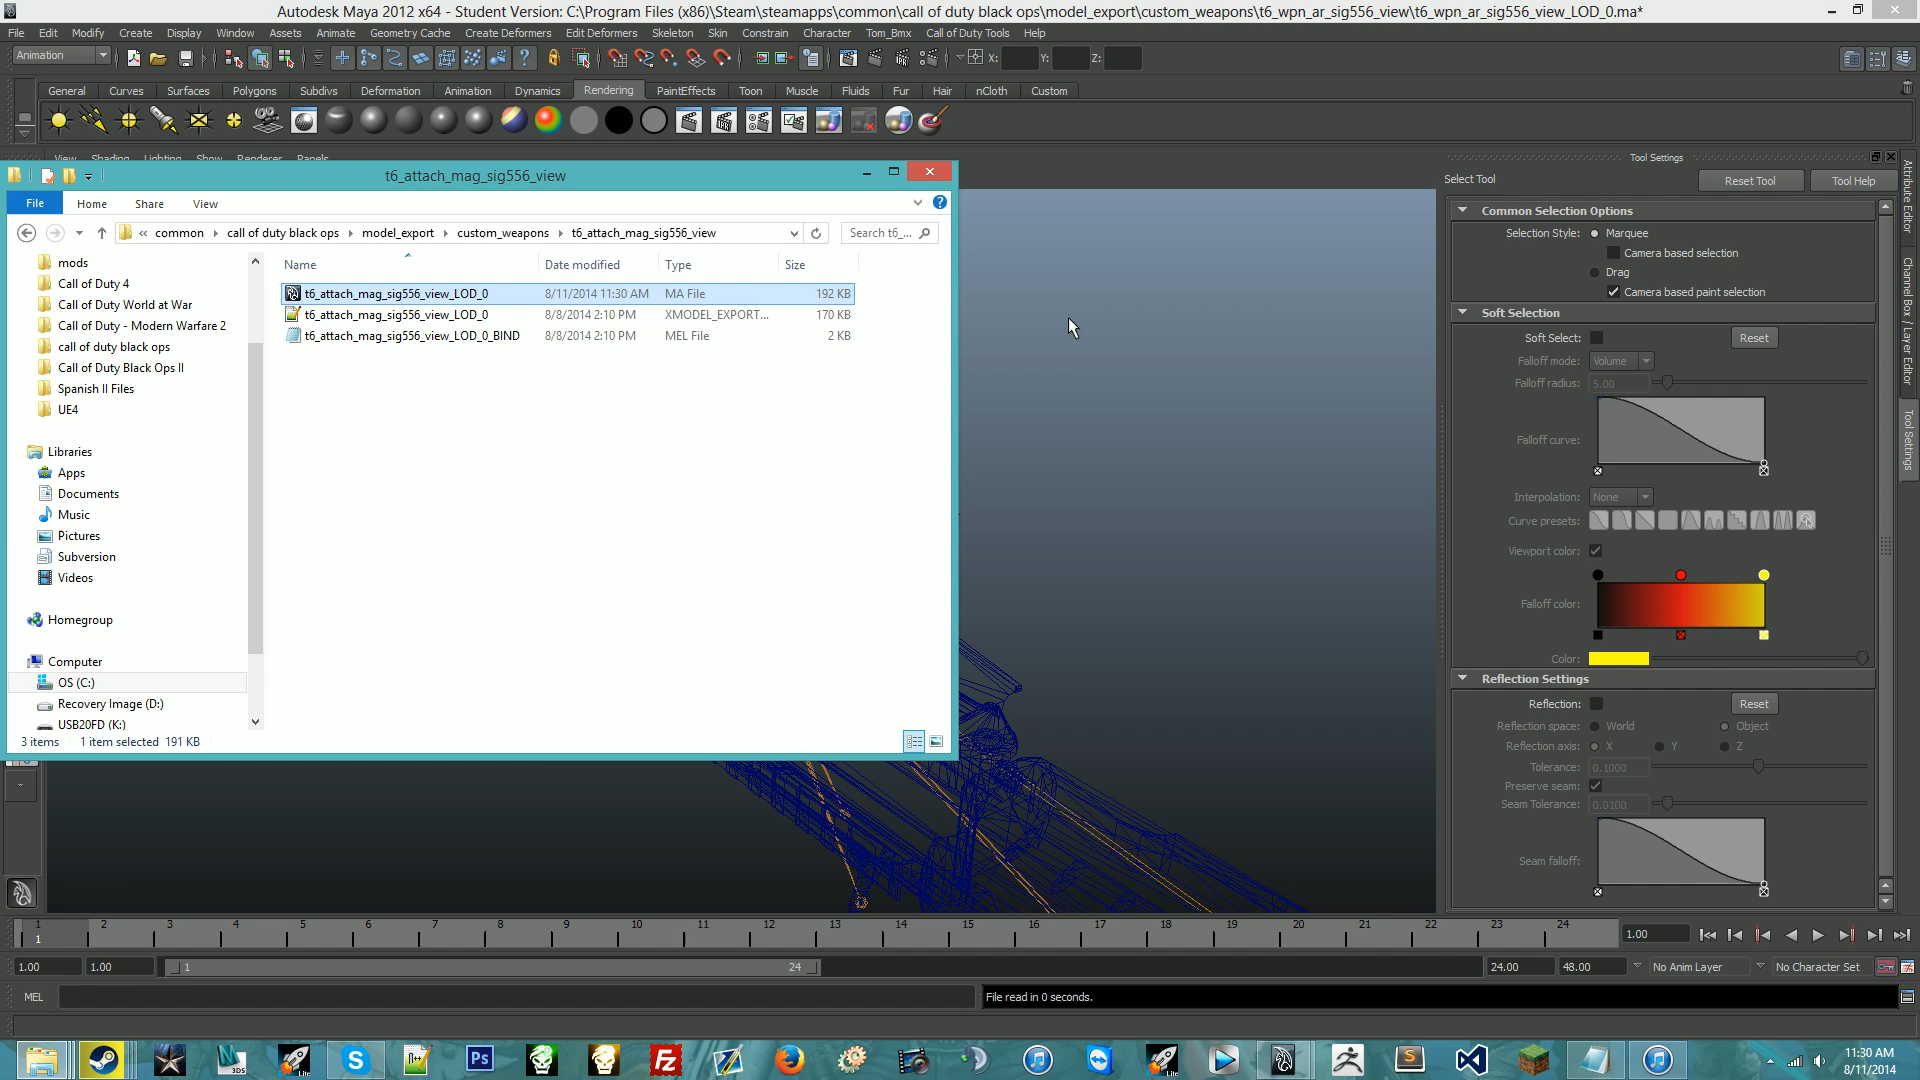 Autodesk Maya 2012 x64 - Student Version: C:\Program Files (x86)\Steam\steamapps\common\call of duty black ops\model_export\custom_weapons\t6_wpn_ar_sig556_view\t6_wpn_ar_sig556_view_LOD_0.ma*
File Edit Modify Create Display Window Assets Animate Geometry Cache Create Deformers Edit Deformers Skeleton Skin Constrain Character Tom_Bmx Call of Duty Tools Help
Animation X: Y: Z:
General Curves Surfaces Polygons Subdivs Deformation Animation Dynamics Rendering PaintEffects Toon Muscle Fluids Fur Hair nCloth Custom
View Shading Lighting Show Renderer Panels
Tool Settings
t6_attach_mag_sig556_view
Select Tool Reset Tool Tool Help
File Home Share View
« common call of duty black ops model_export custom_weapons t6_attach_mag_sig556_view Search t6_...
Name Date modified Type Size
t6_attach_mag_sig556_view_LOD_0 8/11/2014 11:30 AM MA File 192 KB
t6_attach_mag_sig556_view_LOD_0 8/8/2014 2:10 PM XMODEL_EXPORT... 170 KB
t6_attach_mag_sig556_view_LOD_0_BIND 8/8/2014 2:10 PM MEL File 2 KB
mods
Call of Duty 4
Call of Duty World at War
Call of Duty - Modern Warfare 2
call of duty black ops
Call of Duty Black Ops II
Spanish II Files
UE4
Libraries
Apps
Documents
Music
Pictures
Subversion
Videos
Homegroup
Computer
OS (C:)
Recovery Image (D:)
USB20FD (K:)
3 items 1 item selected 191 KB
Common Selection Options
Selection Style: Marquee
Camera based selection
Drag
Camera based paint selection
Soft Selection
Soft Select: Reset
Falloff mode: Volume
Falloff radius: 5.00
Falloff curve:
Interpolation: None
Curve presets:
Viewport color:
Falloff color:
Color:
Reflection Settings
Reflection: Reset
Reflection space: World Object
Reflection axis: X Y Z
Tolerance: 0.1000
Preserve seam:
Seam Tolerance: 0.0100
Seam falloff:
Attribute Editor
Channel Box / Layer Editor
Tool Settings
1 2 3 4 5 6 7 8 9 10 11 12 13 14 15 16 17 18 19 20 21 22 23 24
1 1.00
1.00 1.00 1 24 24.00 48.00 No Anim Layer No Character Set
MEL File read in 0 seconds.
3DS
Lite
n++
Ps
Fz
Lite
S
11:30 AM
8/11/2014